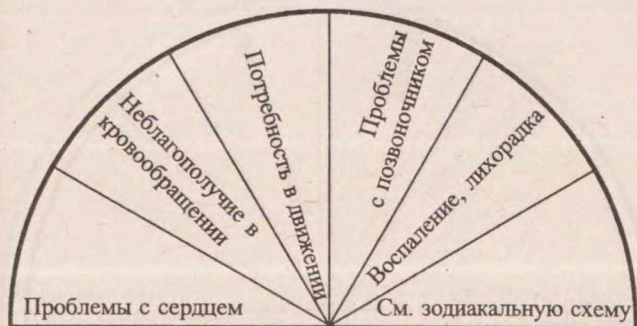 Проблемы с сердцем
Неблагополучие в
кровообращении
Потребность в движении
Проблемы
с позвоночником
Воспаление, лихорадка
См. зодиакальную схему